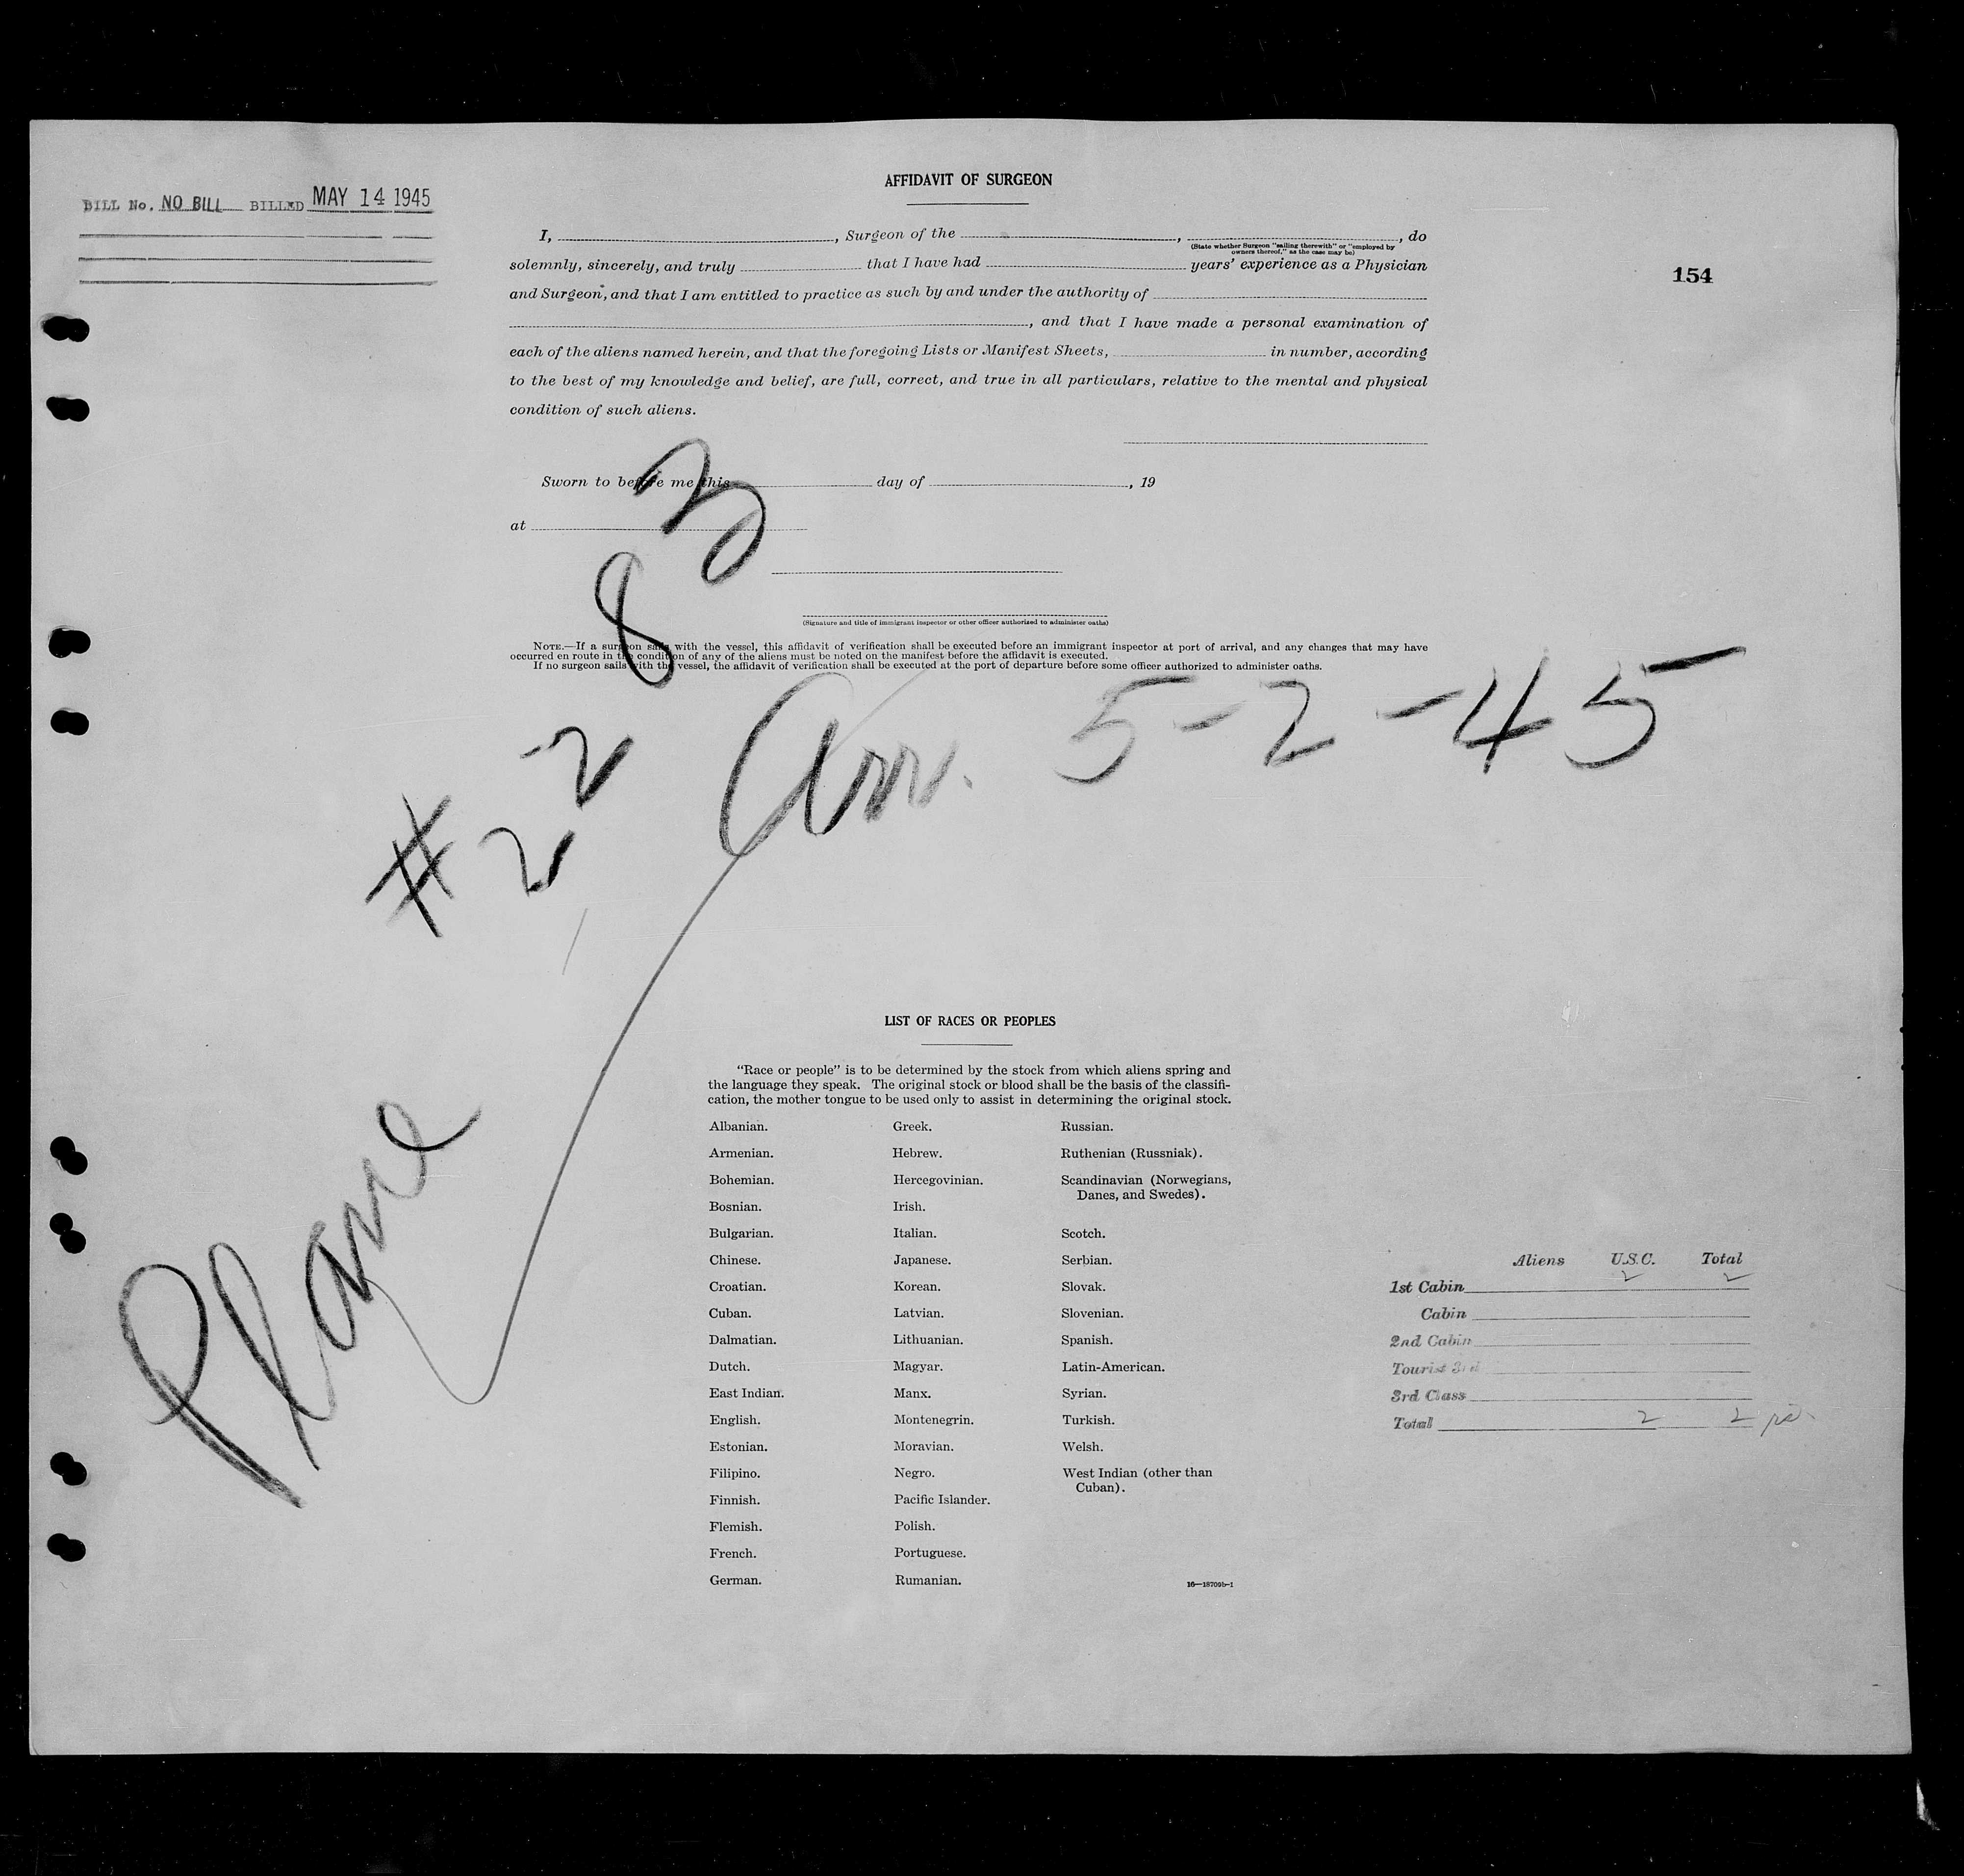 AFFIDAVIT OF SURGEON
BILL No. NO BILL BILLED MAY 14 1945
I, , Surgeon of the , , do
(State whether Surgeon "sailing therewith" or "employed by
owners thereof," as the case may be)
solemnly, sincerely, and truly that I have had years' experience as a Physician
154
and Surgeon, and that I am entitled to practice as such by and under the authority of
, and that I have made a personal examination of
each of the aliens named herein, and that the foregoing Lists or Manifest Sheets, in number, according
to the best of my knowledge and belief, are full, correct, and true in all particulars, relative to the mental and physical
condition of such aliens.
Sworn to before me this day of , 19
at
(Signature and title of immigrant inspector or other officer authorized to administer oaths)
NOTE.—If a surgeon sails with the vessel, this affidavit of verification shall be executed before an immigrant inspector at port of arrival, and any changes that may have
occurred en route in the condition of any of the aliens must be noted on the manifest before the affidavit is executed.
If no surgeon sails with the vessel, the affidavit of verification shall be executed at the port of departure before some officer authorized to administer oaths.
Plane #2283
Arr. 5-2-45
LIST OF RACES OR PEOPLES
"Race or people" is to be determined by the stock from which aliens spring and
the language they speak. The original stock or blood shall be the basis of the classifi-
cation, the mother tongue to be used only to assist in determining the original stock.
Albanian.
Armenian.
Bohemian.
Bosnian.
Bulgarian.
Chinese.
Croatian.
Cuban.
Dalmatian.
Dutch.
East Indian.
English.
Estonian.
Filipino.
Finnish.
Flemish.
French.
German.
Greek.
Hebrew.
Hercegovinian.
Irish.
Italian.
Japanese.
Korean.
Latvian.
Lithuanian.
Magyar.
Manx.
Montenegrin.
Moravian.
Negro.
Pacific Islander.
Polish.
Portuguese.
Rumanian.
Russian.
Ruthenian (Russniak).
Scandinavian (Norwegians,
Danes, and Swedes).
Scotch.
Serbian.
Slovak.
Slovenian.
Spanish.
Latin-American.
Syrian.
Turkish.
Welsh.
West Indian (other than
Cuban).
16—18709b-1
Aliens U.S.C. Total
1st Cabin 2 2
Cabin
2nd Cabin
Tourist 3rd
3rd Class
Total 2 2